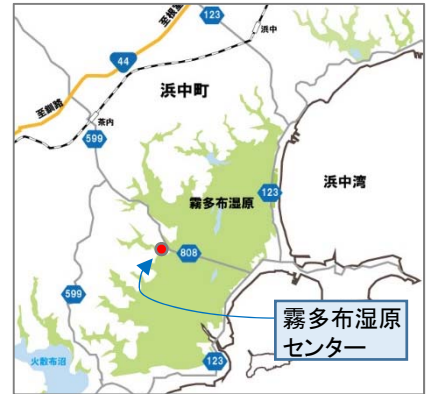 123
至根室
浜中
44
浜中町
至釧路
茶内
599
浜中湾
123
霧多布湿原
808
599
霧多布湿原
センター
火散布沼
123